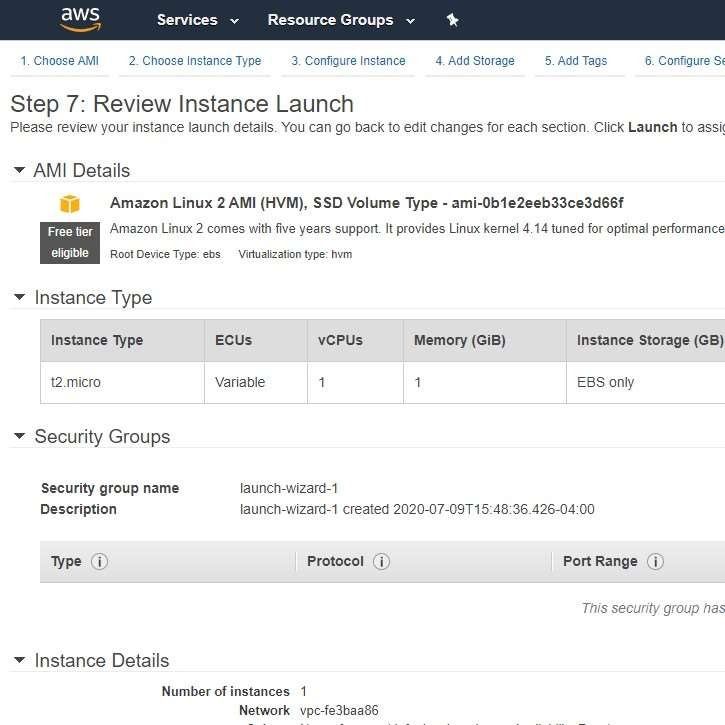 aws Services Resource Groups
1. Choose AMI 2. Choose Instance Type 3. Configure Instance 4. Add Storage 5. Add Tags 6. Configure
Step 7: Review Instance Launch
Please review your instance launch details. You can go back to edit changes for each section. Click Launch to
AMI Details
Amazon Linux 2 AMI (HVM), SSD Volume Type - ami-0b1e2eeb33ce3d66f
Free tier
eligible
Amazon Linux 2 comes with five years support. It provides Linux kernel 4.14 tuned for optimal performance
Root Device Type: ebs Virtualization type: hvm
Instance Type
Instance Type ECUs vCPUs Memory (GiB) Instance Storage (GB)
t2.micro Variable 1 1 EBS only
Security Groups
Security group name launch-wizard-1
Description launch-wizard-1 created 2020-07-09T15:48:36.426-04:00
Type i Protocol i Port Range i
This security group has
Instance Details
Number of instances 1
Network vpc-fe3baa86